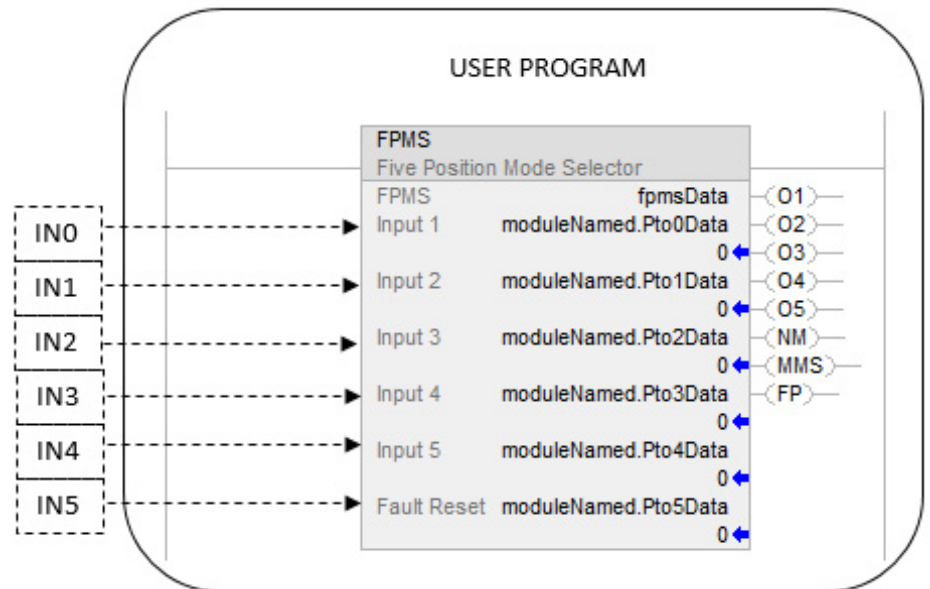 USER PROGRAM
FPMS
Five Position Mode Selector
FPMS fpmsData (O1)
IN0 Input 1 moduleNamed.Pto0Data (O2)
0 (O3)
IN1 Input 2 moduleNamed.Pto1Data (O4)
0 (O5)
IN2 Input 3 moduleNamed.Pto2Data (NM)
0 (MMS)
IN3 Input 4 moduleNamed.Pto3Data (FP)
0
IN4 Input 5 moduleNamed.Pto4Data
0
IN5 Fault Reset moduleNamed.Pto5Data
0